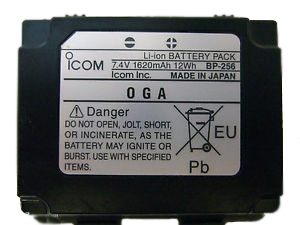 Li-ion BATTERY PACK
ICOM 7.4V 1620mAh 12Wh BP-256
Icom Inc. MADE IN JAPAN
OGA
Danger
DO NOT OPEN, JOLT, SHORT,
OR INCINERATE, AS THE
BATTERY MAY IGNITE OR
BURST. USE WITH SPECIFIED
ITEMS.
EU
Pb